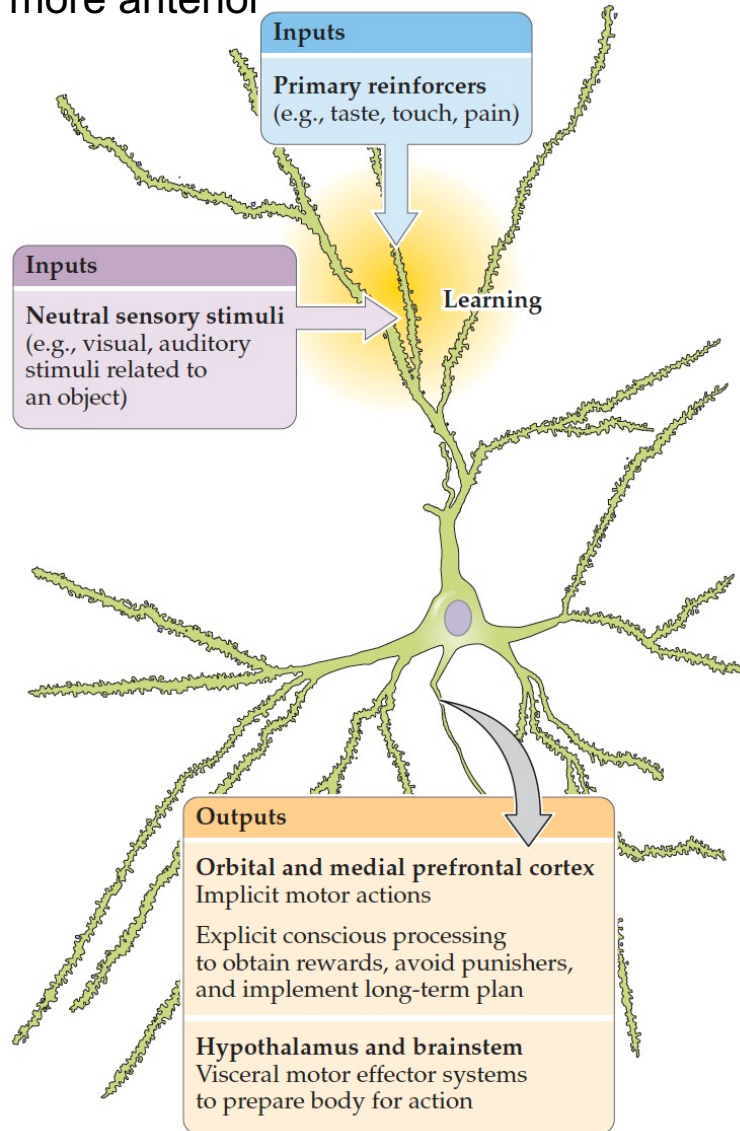 more anterior
Inputs
Primary reinforcers
(e.g., taste, touch, pain)
Inputs
Neutral sensory stimuli
(e.g., visual, auditory
stimuli related to
an object)
Learning
Outputs
Orbital and medial prefrontal cortex
Implicit motor actions
Explicit conscious processing
to obtain rewards, avoid punishers,
and implement long-term plan
Hypothalamus and brainstem
Visceral motor effector systems
to prepare body for action